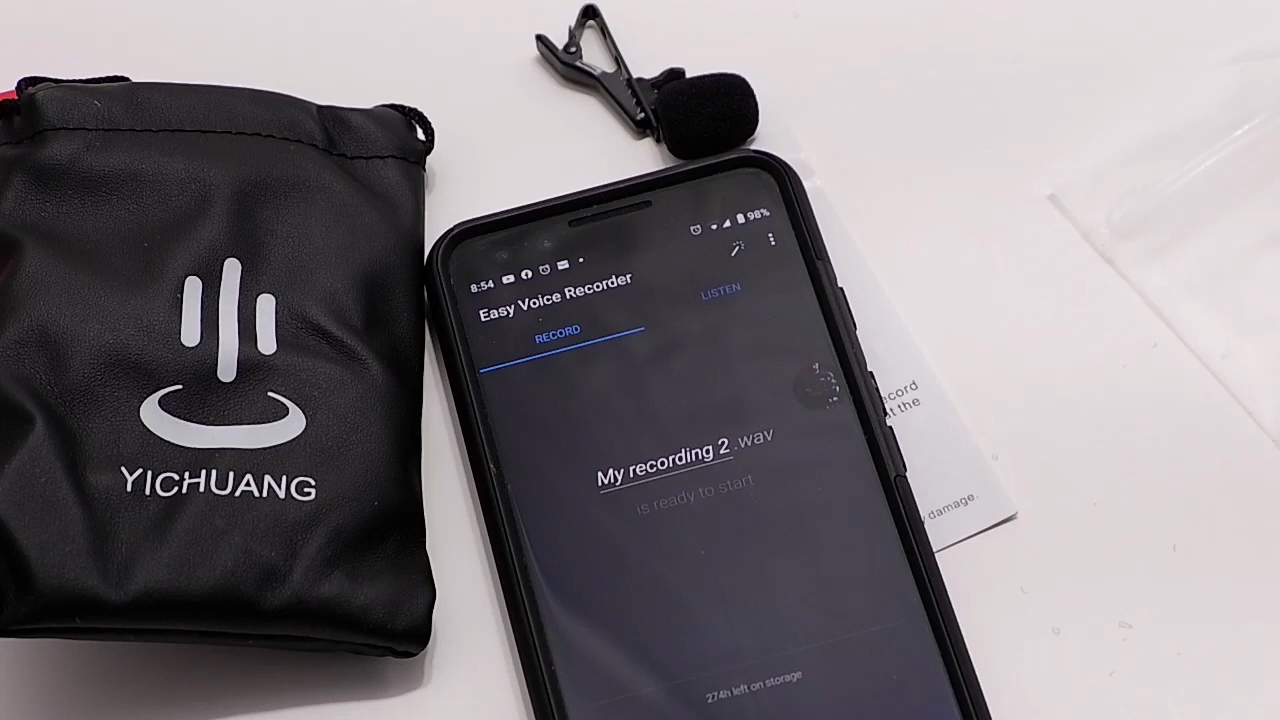 YICHUANG
8:54
98%
Easy Voice Recorder
RECORD
LISTEN
My recording 2.wav
is ready to start
274h left on storage
ecord
t the
damage.